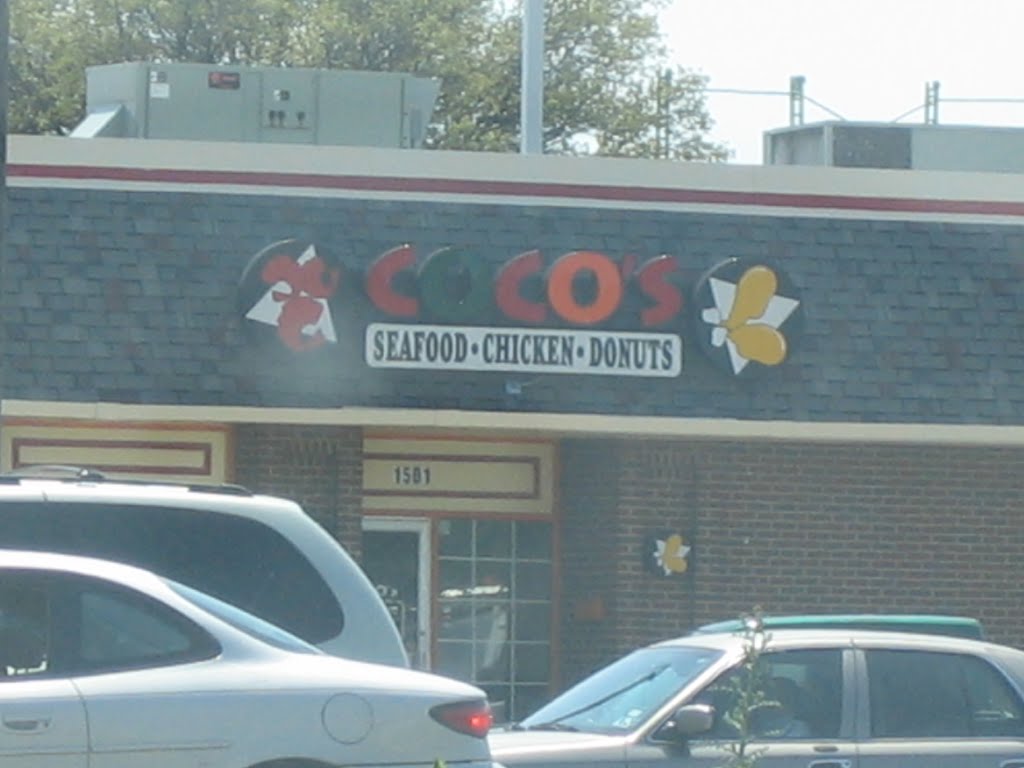 COCO'S
SEAFOOD • CHICKEN • DONUTS
1501